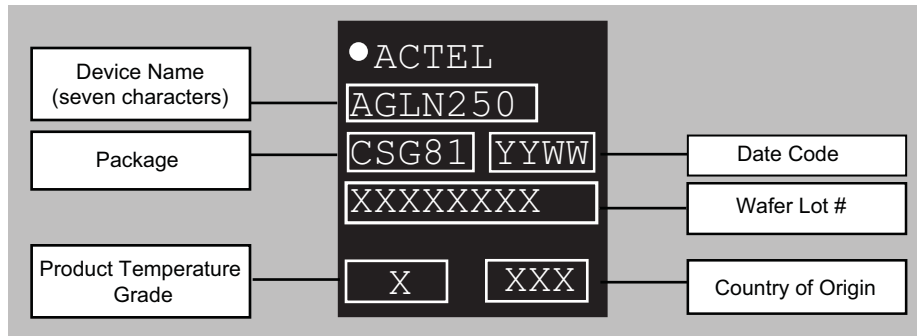 ACTEL
Device Name
(seven characters)
AGLN250
Package
CSG81 YYWW
Date Code
XXXXXXXX
Wafer Lot #
Product Temperature
Grade
X XXX
Country of Origin